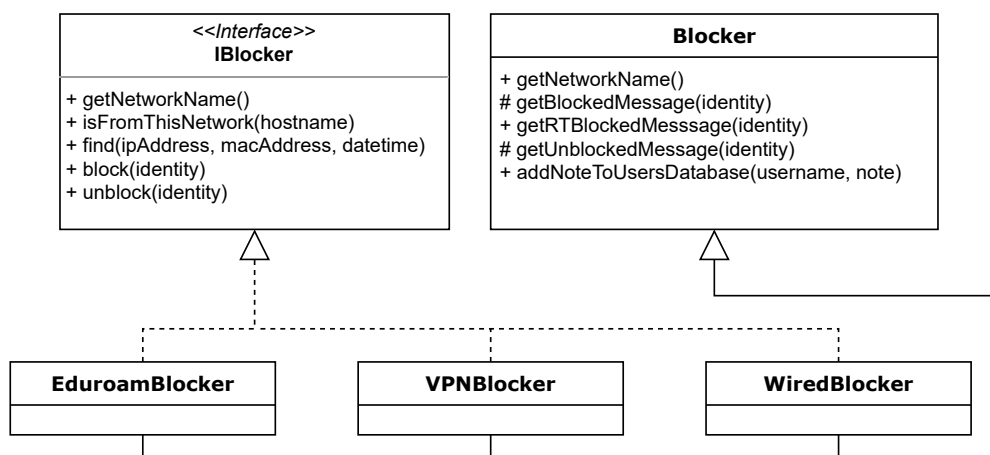 <<Interface>>
IBlocker
+ getNetworkName()
+ isFromThisNetwork(hostname)
+ find(ipAddress, macAddress, datetime)
+ block(identity)
+ unblock(identity)
Blocker
+ getNetworkName()
# getBlockedMessage(identity)
+ getRTBlockedMesssage(identity)
# getUnblockedMessage(identity)
+ addNoteToUsersDatabase(username, note)
EduroamBlocker
VPNBlocker
WiredBlocker